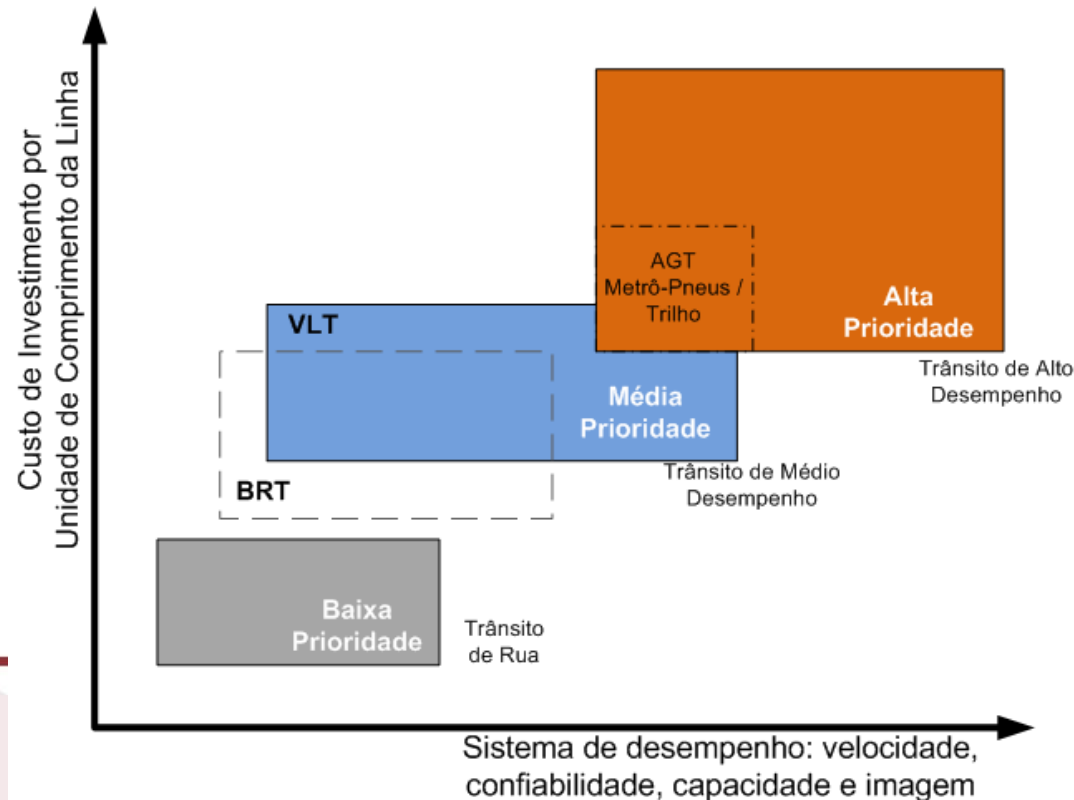 Custo de Investimento por
Unidade de Comprimento da Linha
AGT
Metrô-Pneus /
Trilho
Alta
Prioridade
Trânsito de Alto
Desempenho
VLT
Média
Prioridade
Trânsito de Médio
Desempenho
BRT
Baixa
Prioridade
Trânsito
de Rua
Sistema de desempenho: velocidade,
confiabilidade, capacidade e imagem